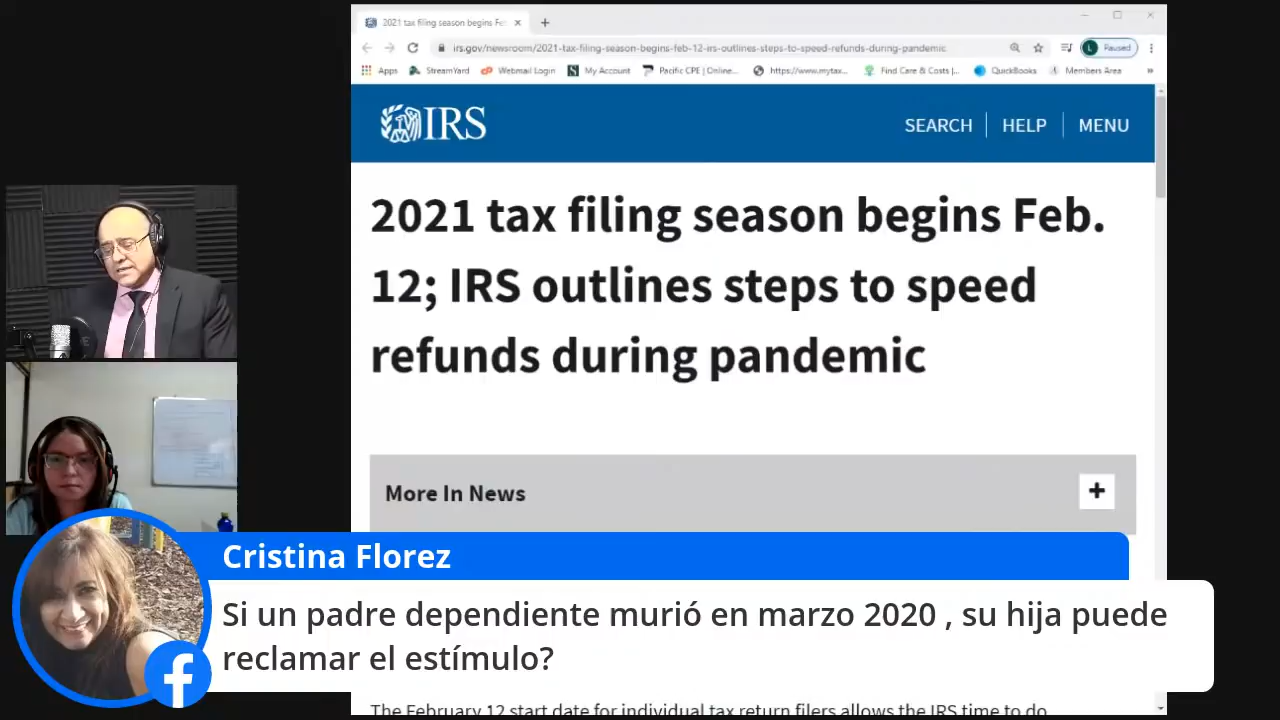 2021 tax filing season begins Feb
irs.gov/newsroom/2021-tax-filing-season-begins-feb-12-irs-outlines-steps-to-speed-refunds-during-pandemic
Paused
Apps StreamYard Webmail Login My Account Pacific CPE | Online... https://www.mytax... Find Care & Costs |... QuickBooks Members Area »
IRS
SEARCH HELP MENU
2021 tax filing season begins Feb.
12; IRS outlines steps to speed
refunds during pandemic
More In News
Cristina Florez
Si un padre dependiente murió en marzo 2020 , su hija puede
reclamar el estímulo?
The February 12 start date for individual tax return filers allows the IRS time to do